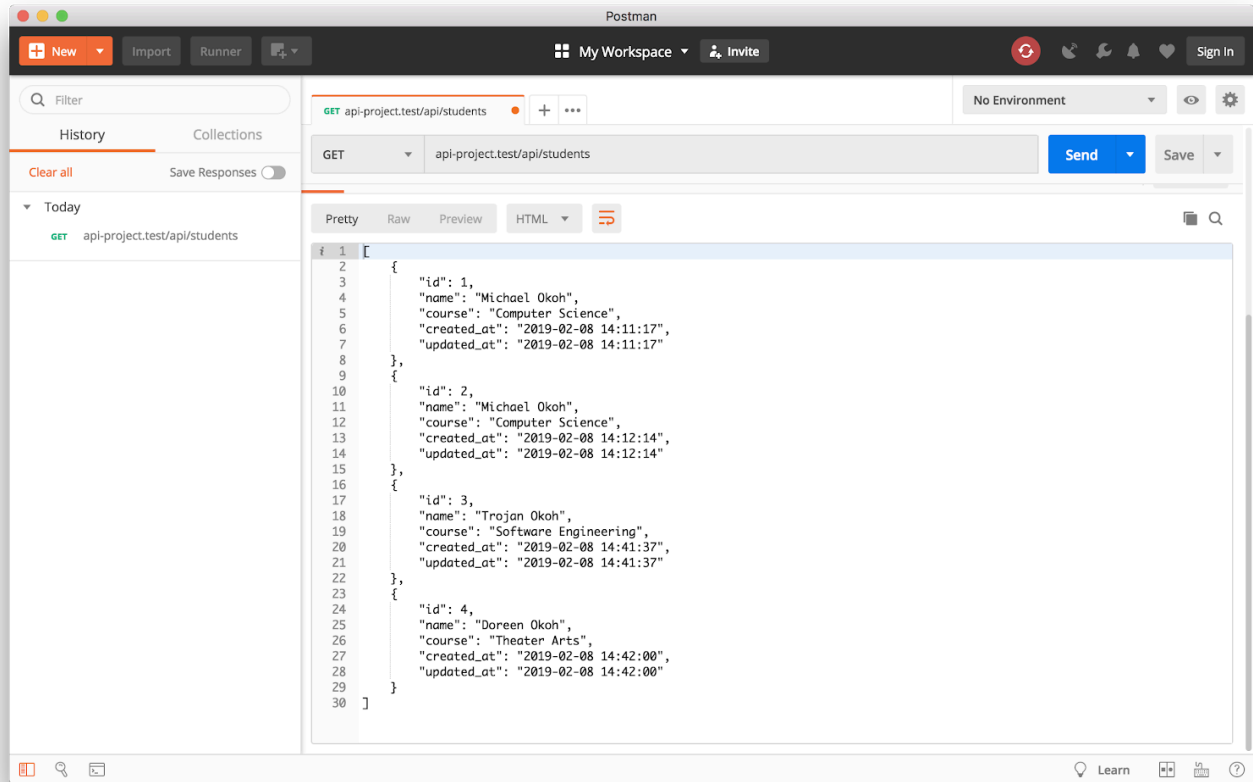 Postman
New Import Runner My Workspace Invite Sign In
Filter
History Collections
Clear all Save Responses
Today
GET api-project.test/api/students
GET api-project.test/api/students + •••
No Environment
GET api-project.test/api/students Send Save
Pretty Raw Preview HTML
i 1 [
2 {
3 "id": 1,
4 "name": "Michael Okoh",
5 "course": "Computer Science",
6 "created_at": "2019-02-08 14:11:17",
7 "updated_at": "2019-02-08 14:11:17"
8 },
9 {
10 "id": 2,
11 "name": "Michael Okoh",
12 "course": "Computer Science",
13 "created_at": "2019-02-08 14:12:14",
14 "updated_at": "2019-02-08 14:12:14"
15 },
16 {
17 "id": 3,
18 "name": "Trojan Okoh",
19 "course": "Software Engineering",
20 "created_at": "2019-02-08 14:41:37",
21 "updated_at": "2019-02-08 14:41:37"
22 },
23 {
24 "id": 4,
25 "name": "Doreen Okoh",
26 "course": "Theater Arts",
27 "created_at": "2019-02-08 14:42:00",
28 "updated_at": "2019-02-08 14:42:00"
29 }
30 ]
Learn